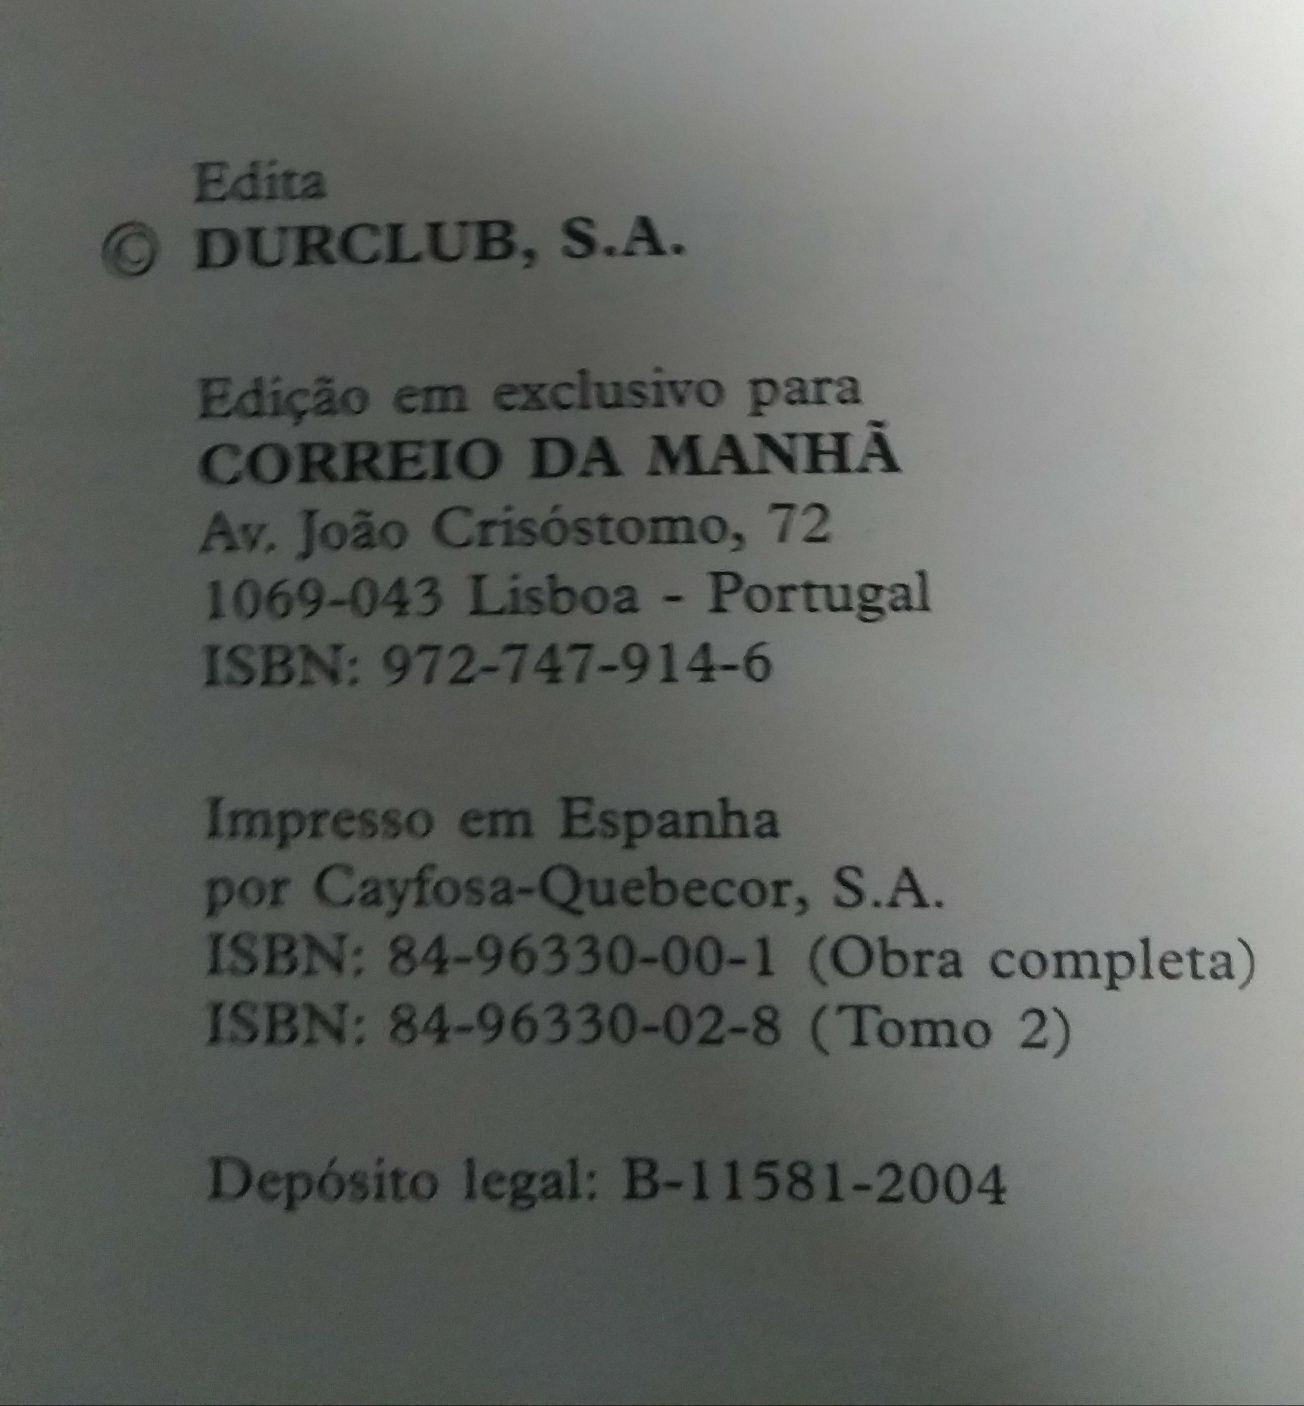 Edita
© DURCLUB, S.A.
Edição em exclusivo para
CORREIO DA MANHÃ
Av. João Crisóstomo, 72
1069-043 Lisboa - Portugal
ISBN: 972-747-914-6
Impresso em Espanha
por Cayfosa-Quebecor, S.A.
ISBN: 84-96330-00-1 (Obra completa)
ISBN: 84-96330-02-8 (Tomo 2)
Depósito legal: B-11581-2004